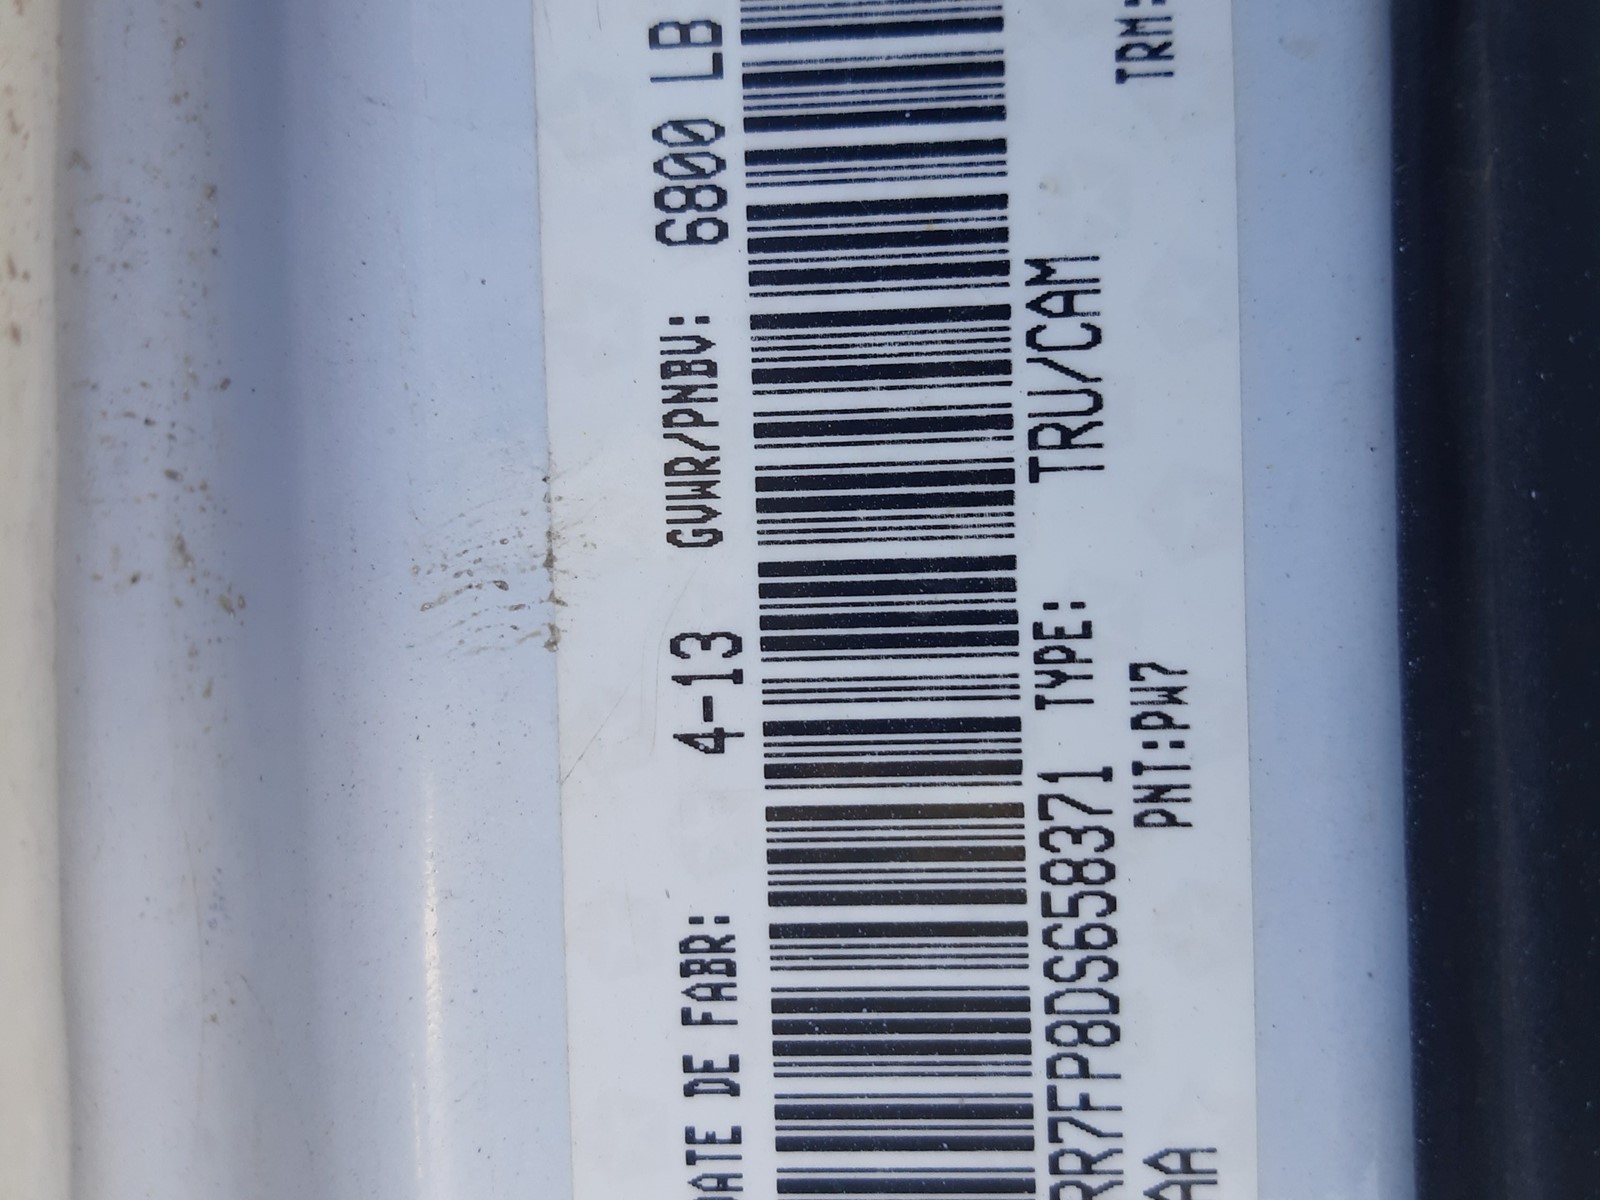 DATE DE FABR: 4-13 GVWR/PNBV: 6800 LB
RR7FP8DS658371 TYPE: TRU/CAM
AA PNT:PW7 TRM: